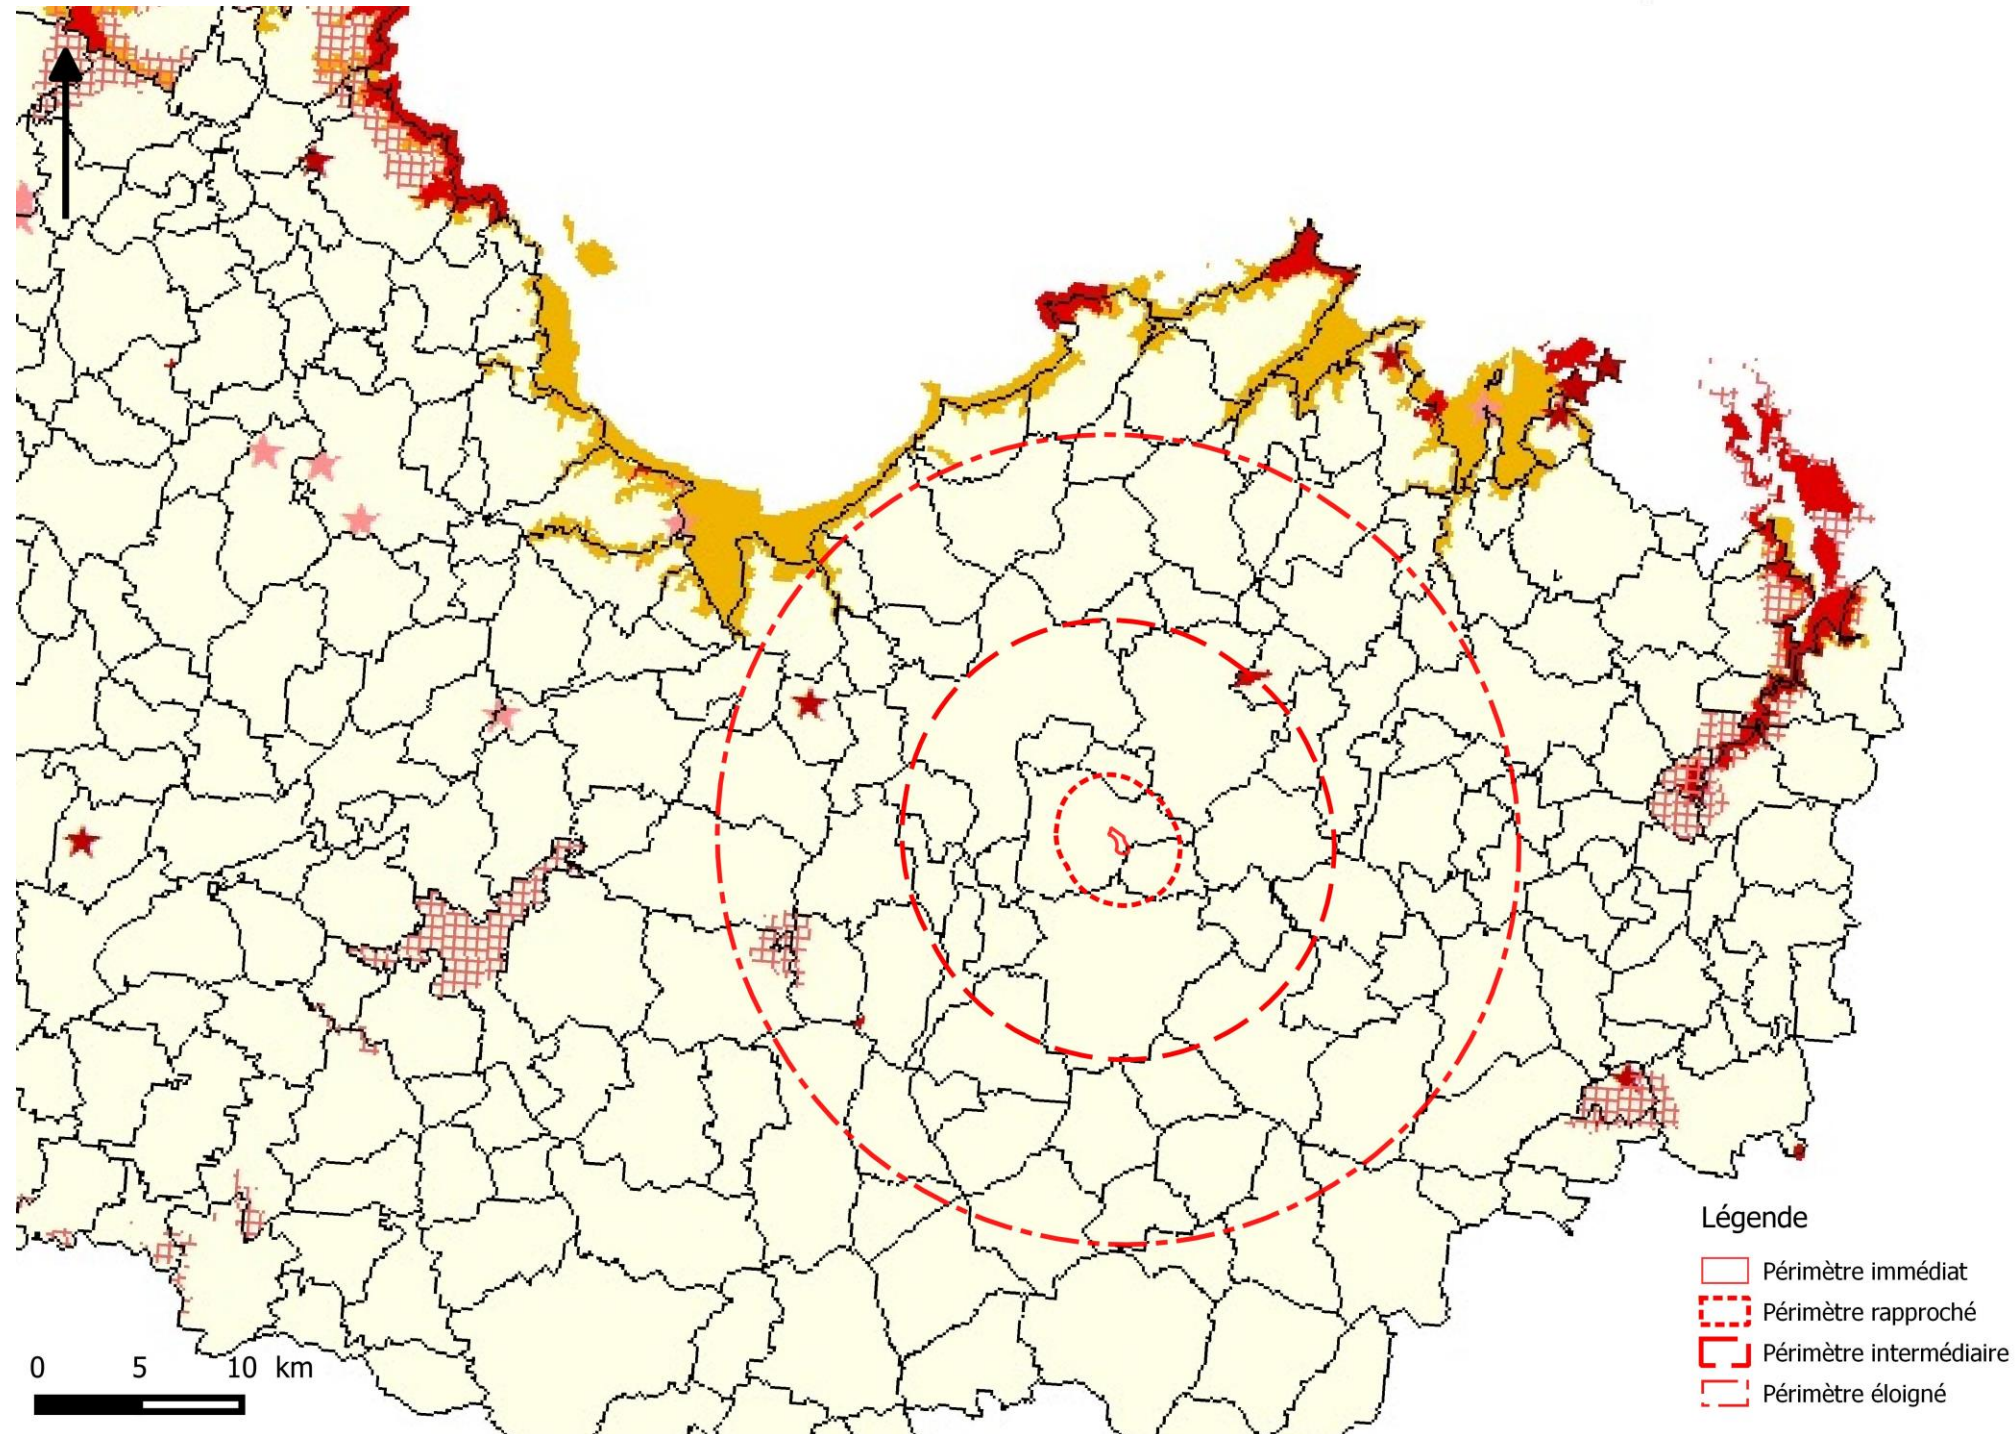 Légende
Périmètre immédiat
Périmètre rapproché
Périmètre intermédiaire
Périmètre éloigné
0 5 10 km